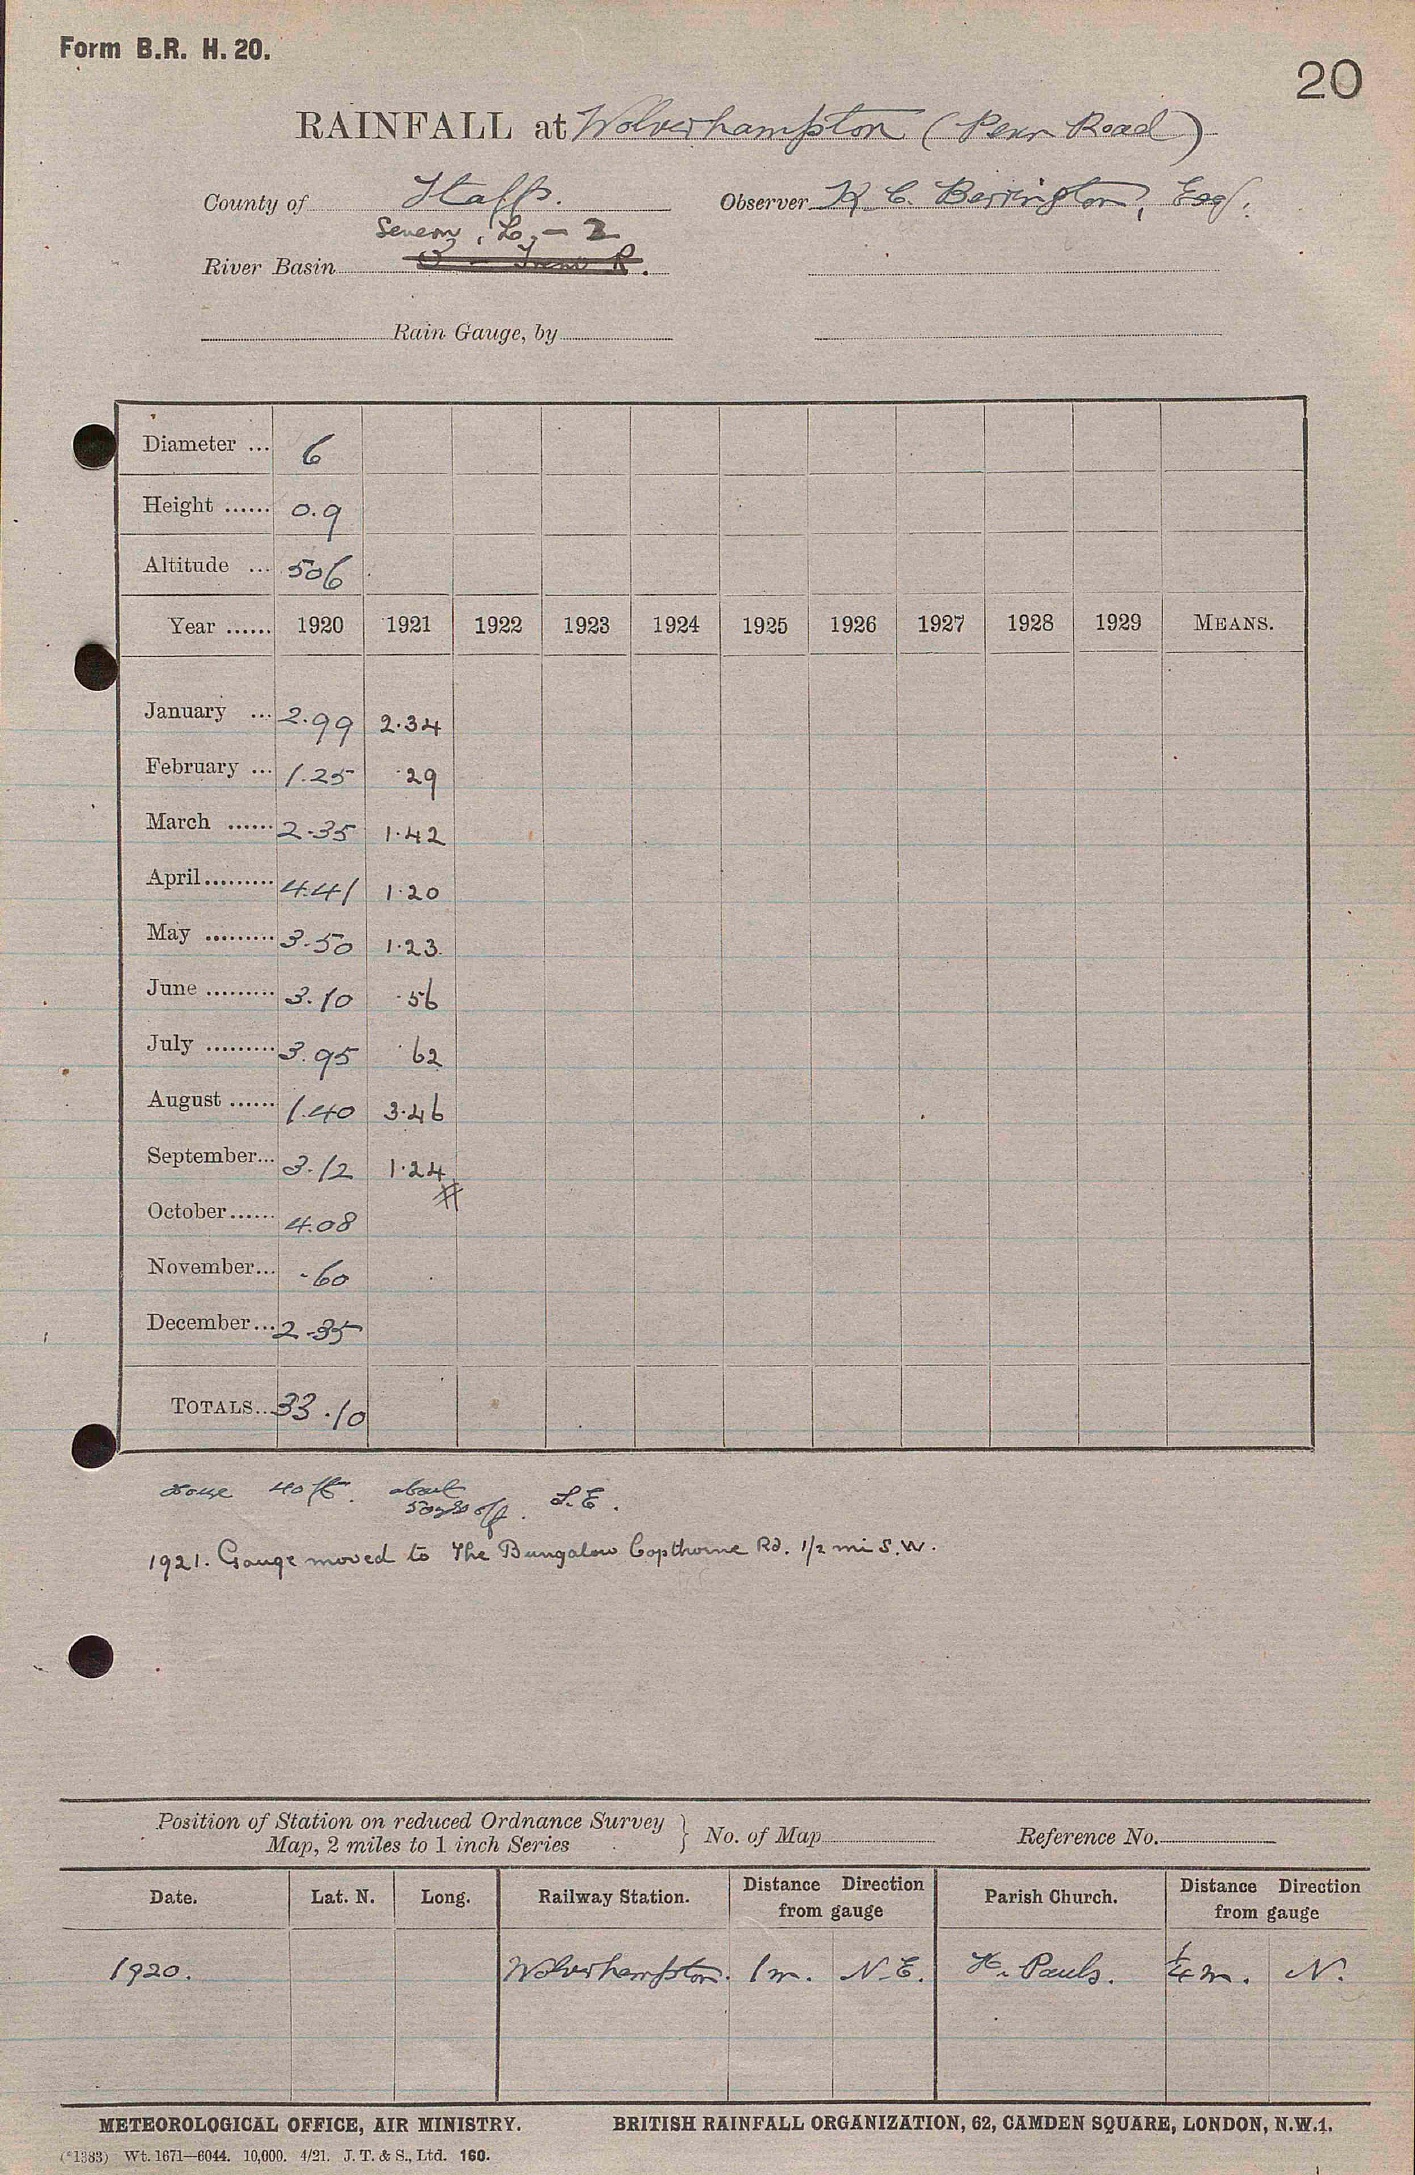 Form B.R. H. 20.
20
RAINFALL at Wolverhampton (Penn Road)
County of Staffs. Observer K C. Berrington, Esq.
Severn, L, - 2
River Basin
Rain Gauge, by
Diameter ... 6
Height ...... 0.9
Altitude ... 506
Year ...... 1920 1921 1922 1923 1924 1925 1926 1927 1928 1929 MEANS.
January ... 2.99 2.34
February ... 1.25 .29
March ...... 2.35 1.42
April ......... 4.41 1.20
May ......... 3.50 1.23
June ......... 3.10 .56
July ......... 3.95 .62
August ...... 1.40 3.46
September... 3.12 1.24
#
October...... 4.08
November... .60
December... 2.35
TOTALS... 33.10
House 40 ft. about 50 yds off. S.E.
1921. Gauge moved to The Bungalow Copthorne Rd. 1/2 mi S.W.
Position of Station on reduced Ordnance Survey
Map, 2 miles to 1 inch Series } No. of Map Reference No.
Date. Lat. N. Long. Railway Station. Distance Direction from gauge Parish Church. Distance Direction from gauge
1920. Wolverhampton. 1 m. N.E. Pauls. 1/4 m. N.
METEOROLOGICAL OFFICE, AIR MINISTRY. BRITISH RAINFALL ORGANIZATION, 62, CAMDEN SQUARE, LONDON, N.W.1.
(*1383) Wt. 1671—6044. 10,000. 4/21. J. T. & S., Ltd. 160.